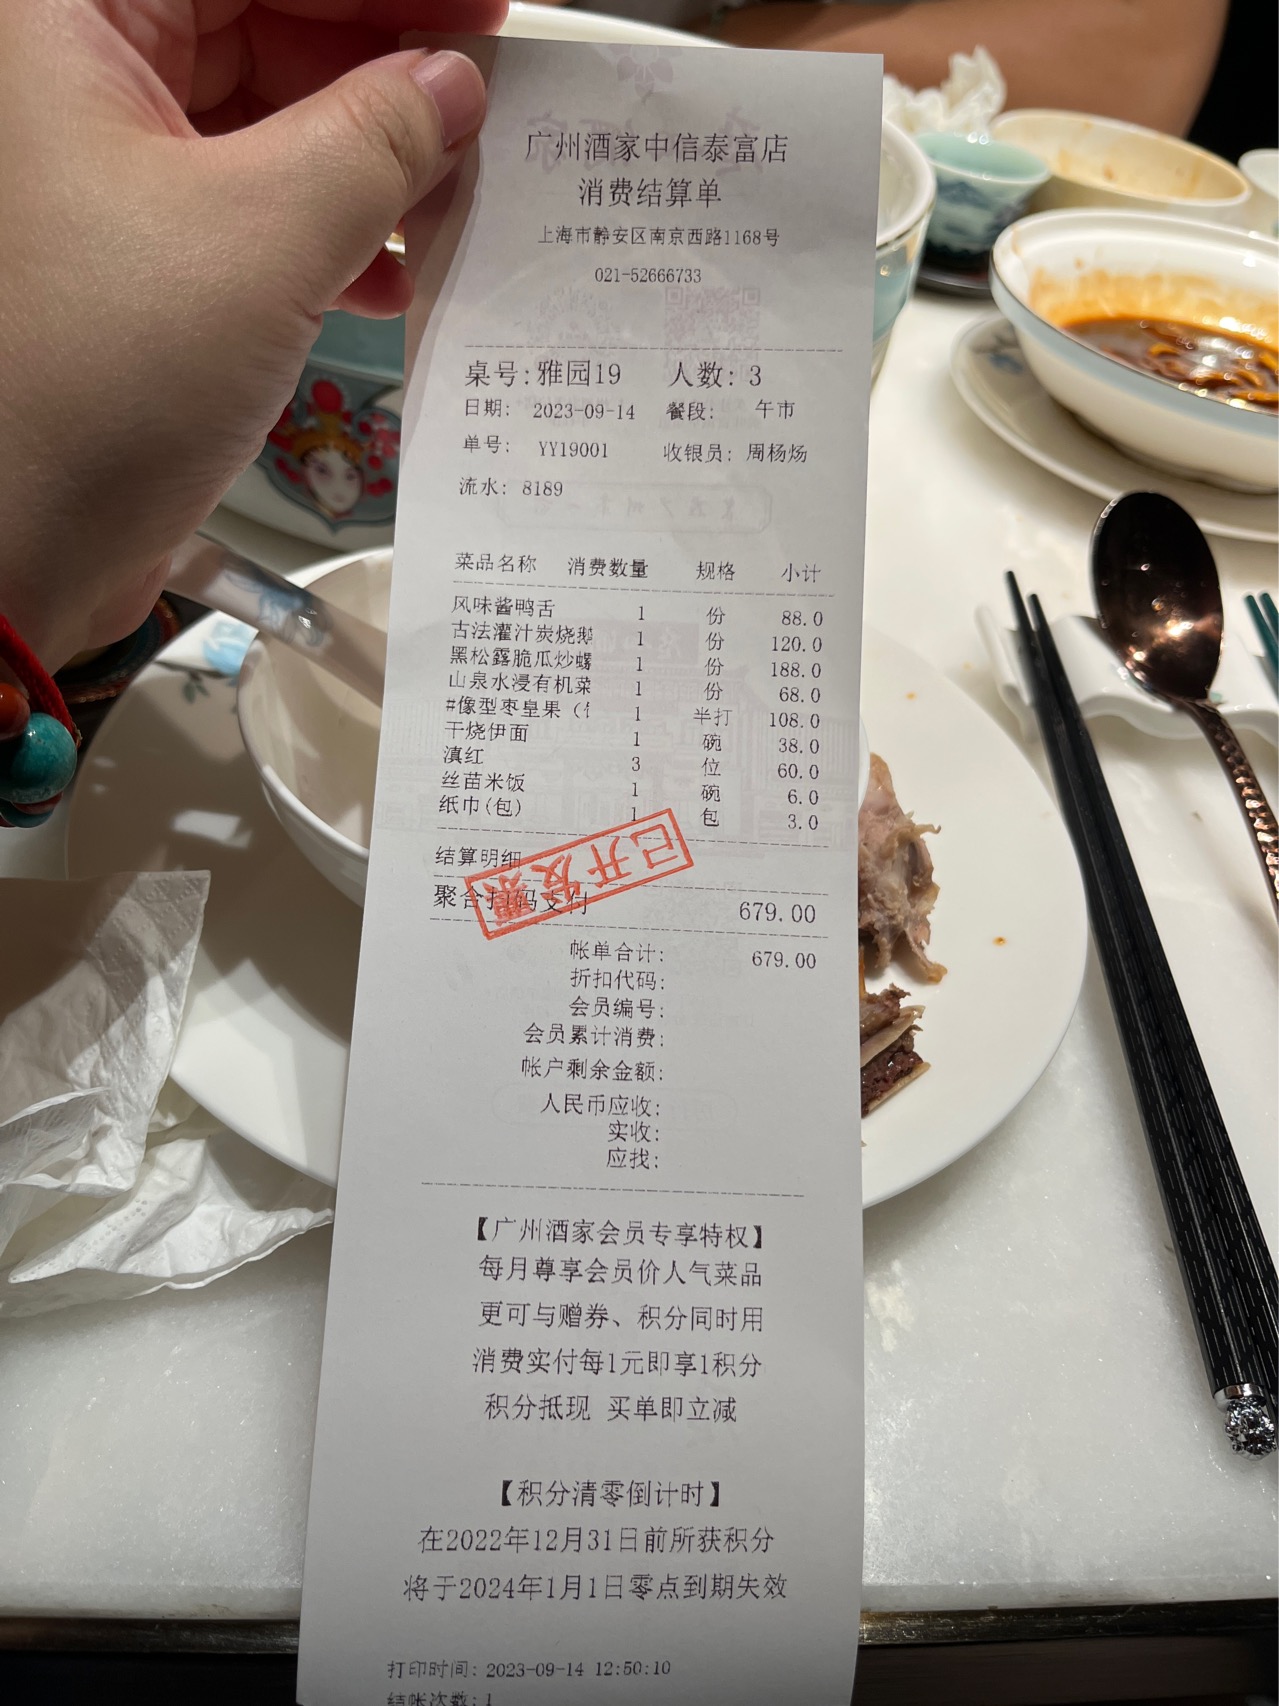 广州酒家中信泰富店
消费结算单
上海市静安区南京西路1168号
021-52666733
桌号:雅园19 人数: 3
日期: 2023-09-14 餐段: 午市
单号: YY19001 收银员: 周杨炀
流水: 8189
菜品名称 消费数量 规格 小计
风味酱鸭舌 1 份 88.0
古法灌汁炭烧鹅 1 份 120.0
黑松露脆瓜炒螺 1 份 188.0
山泉水浸有机菜 1 份 68.0
#像型枣皇果（ 1 半打 108.0
干烧伊面 1 碗 38.0
滇红 3 位 60.0
丝苗米饭 1 碗 6.0
纸巾(包) 1 包 3.0
结算明细
已开发票
聚合扫码支付 679.00
帐单合计: 679.00
折扣代码:
会员编号:
会员累计消费:
帐户剩余金额:
人民币应收:
实收:
应找:
【广州酒家会员专享特权】
每月尊享会员价人气菜品
更可与赠券、积分同时用
消费实付每1元即享1积分
积分抵现 买单即立减
【积分清零倒计时】
在2022年12月31日前所获积分
将于2024年1月1日零点到期失效
打印时间: 2023-09-14 12:50:10
结帐次数: 1